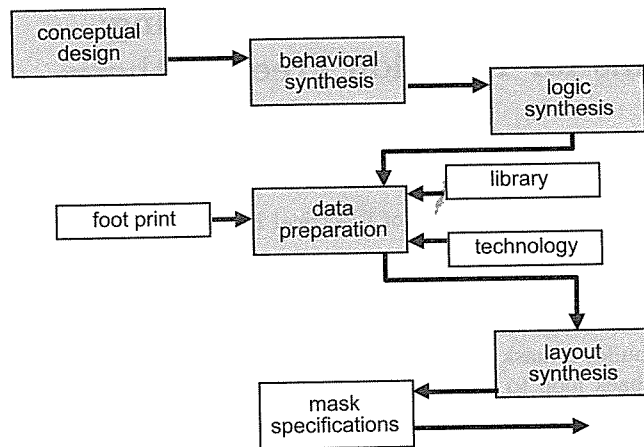 conceptual
design
behavioral
synthesis
logic
synthesis
library
foot print
data
preparation
technology
layout
synthesis
mask
specifications